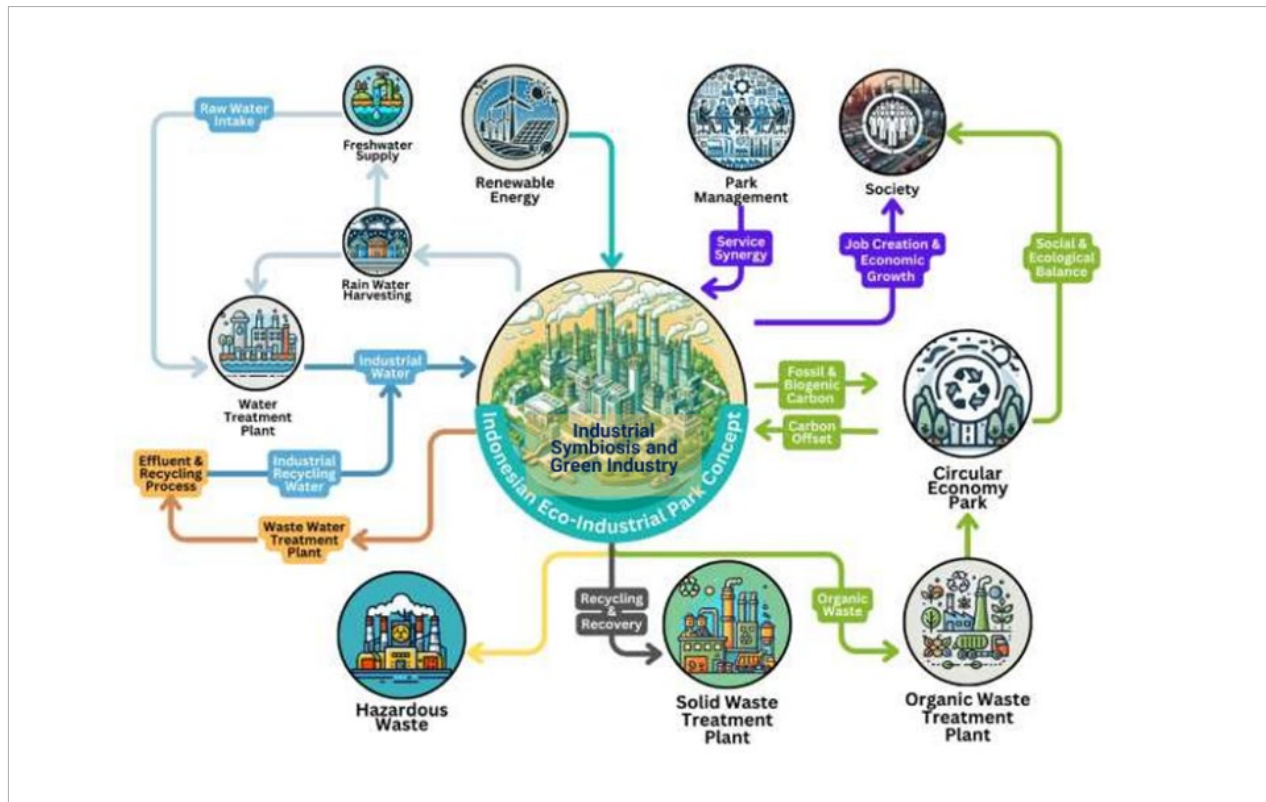 Raw Water
Intake
Freshwater
Supply
Renewable
Energy
Park
Management
Society
Service
Synergy
Job Creation &
Economic
Growth
Social &
Ecological
Balance
Rain Water
Harvesting
Water
Treatment
Plant
Industrial
Water
Fossil &
Biogenic
Carbon
Carbon
Offset
Industrial
Symbiosis and
Green Industry
Indonesian Eco-Industrial Park Concept
Effluent &
Recycling
Process
Industrial
Recycling
Water
Circular
Economy
Park
Waste Water
Treatment
Plant
Recycling
&
Recovery
Organic
Waste
Hazardous
Waste
Solid Waste
Treatment
Plant
Organic Waste
Treatment
Plant